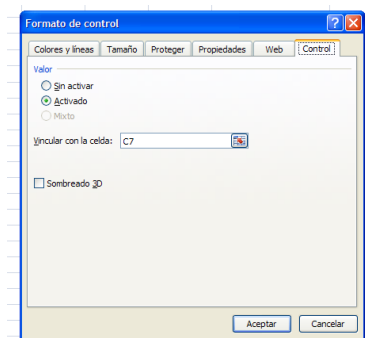 Formato de control
Colores y líneas Tamaño Proteger Propiedades Web Control
Valor
Sin activar
Activado
Mixto
Vincular con la celda: C7
Sombreado 3D
Aceptar Cancelar